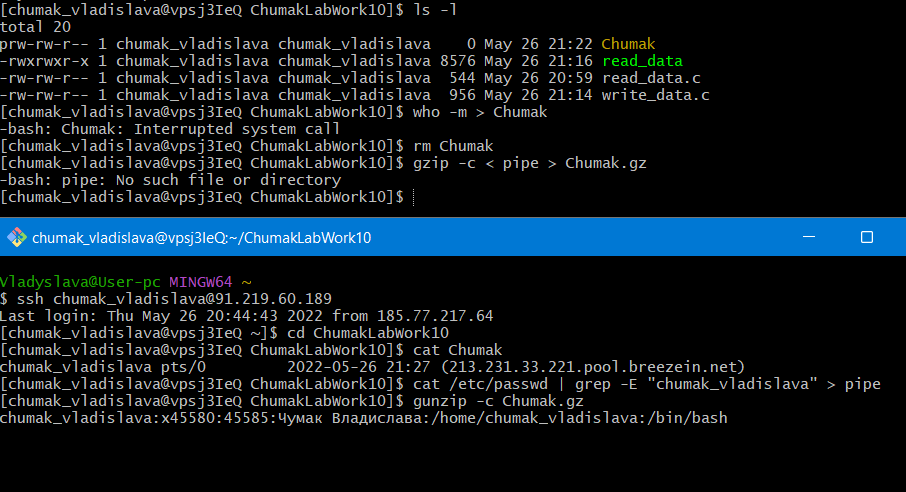 [chumak_vladislava@vpsj3IeQ ChumakLabWork10]$ ls -l
total 20
prw-rw-r-- 1 chumak_vladislava chumak_vladislava    0 May 26 21:22 Chumak
-rwxrwxr-x 1 chumak_vladislava chumak_vladislava 8576 May 26 21:16 read_data
-rw-rw-r-- 1 chumak_vladislava chumak_vladislava  544 May 26 20:59 read_data.c
-rw-rw-r-- 1 chumak_vladislava chumak_vladislava  956 May 26 21:14 write_data.c
[chumak_vladislava@vpsj3IeQ ChumakLabWork10]$ who -m > Chumak
-bash: Chumak: Interrupted system call
[chumak_vladislava@vpsj3IeQ ChumakLabWork10]$ rm Chumak
[chumak_vladislava@vpsj3IeQ ChumakLabWork10]$ gzip -c < pipe > Chumak.gz
-bash: pipe: No such file or directory
[chumak_vladislava@vpsj3IeQ ChumakLabWork10]$
chumak_vladislava@vpsj3IeQ:~/ChumakLabWork10
Vladyslava@User-pc MINGW64 ~
$ ssh chumak_vladislava@91.219.60.189
Last login: Thu May 26 20:44:43 2022 from 185.77.217.64
[chumak_vladislava@vpsj3IeQ ~]$ cd ChumakLabWork10
[chumak_vladislava@vpsj3IeQ ChumakLabWork10]$ cat Chumak
chumak_vladislava pts/0        2022-05-26 21:27 (213.231.33.221.pool.breezein.net)
[chumak_vladislava@vpsj3IeQ ChumakLabWork10]$ cat /etc/passwd | grep -E "chumak_vladislava" > pipe
[chumak_vladislava@vpsj3IeQ ChumakLabWork10]$ gunzip -c Chumak.gz
chumak_vladislava:x45580:45585:Чумак Владислава:/home/chumak_vladislava:/bin/bash